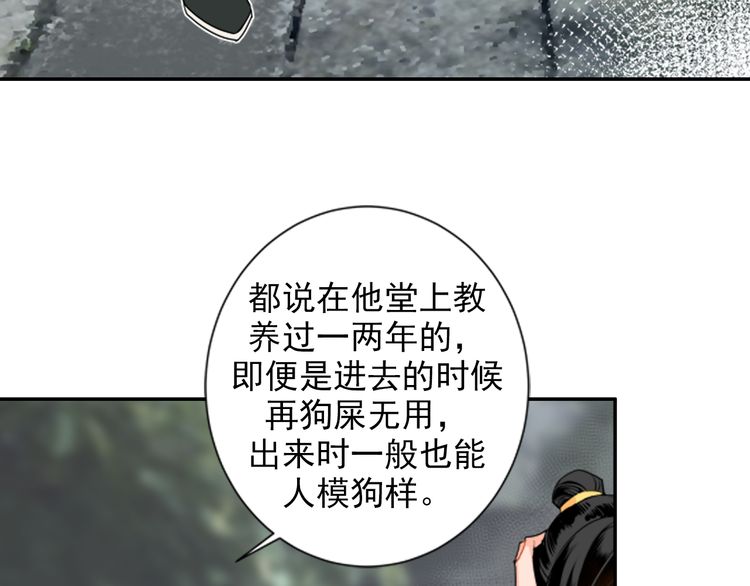 都说在他堂上教
养过一两年的，
即便是进去的时候
再狗屎无用，
出来时一般也能
人模狗样。